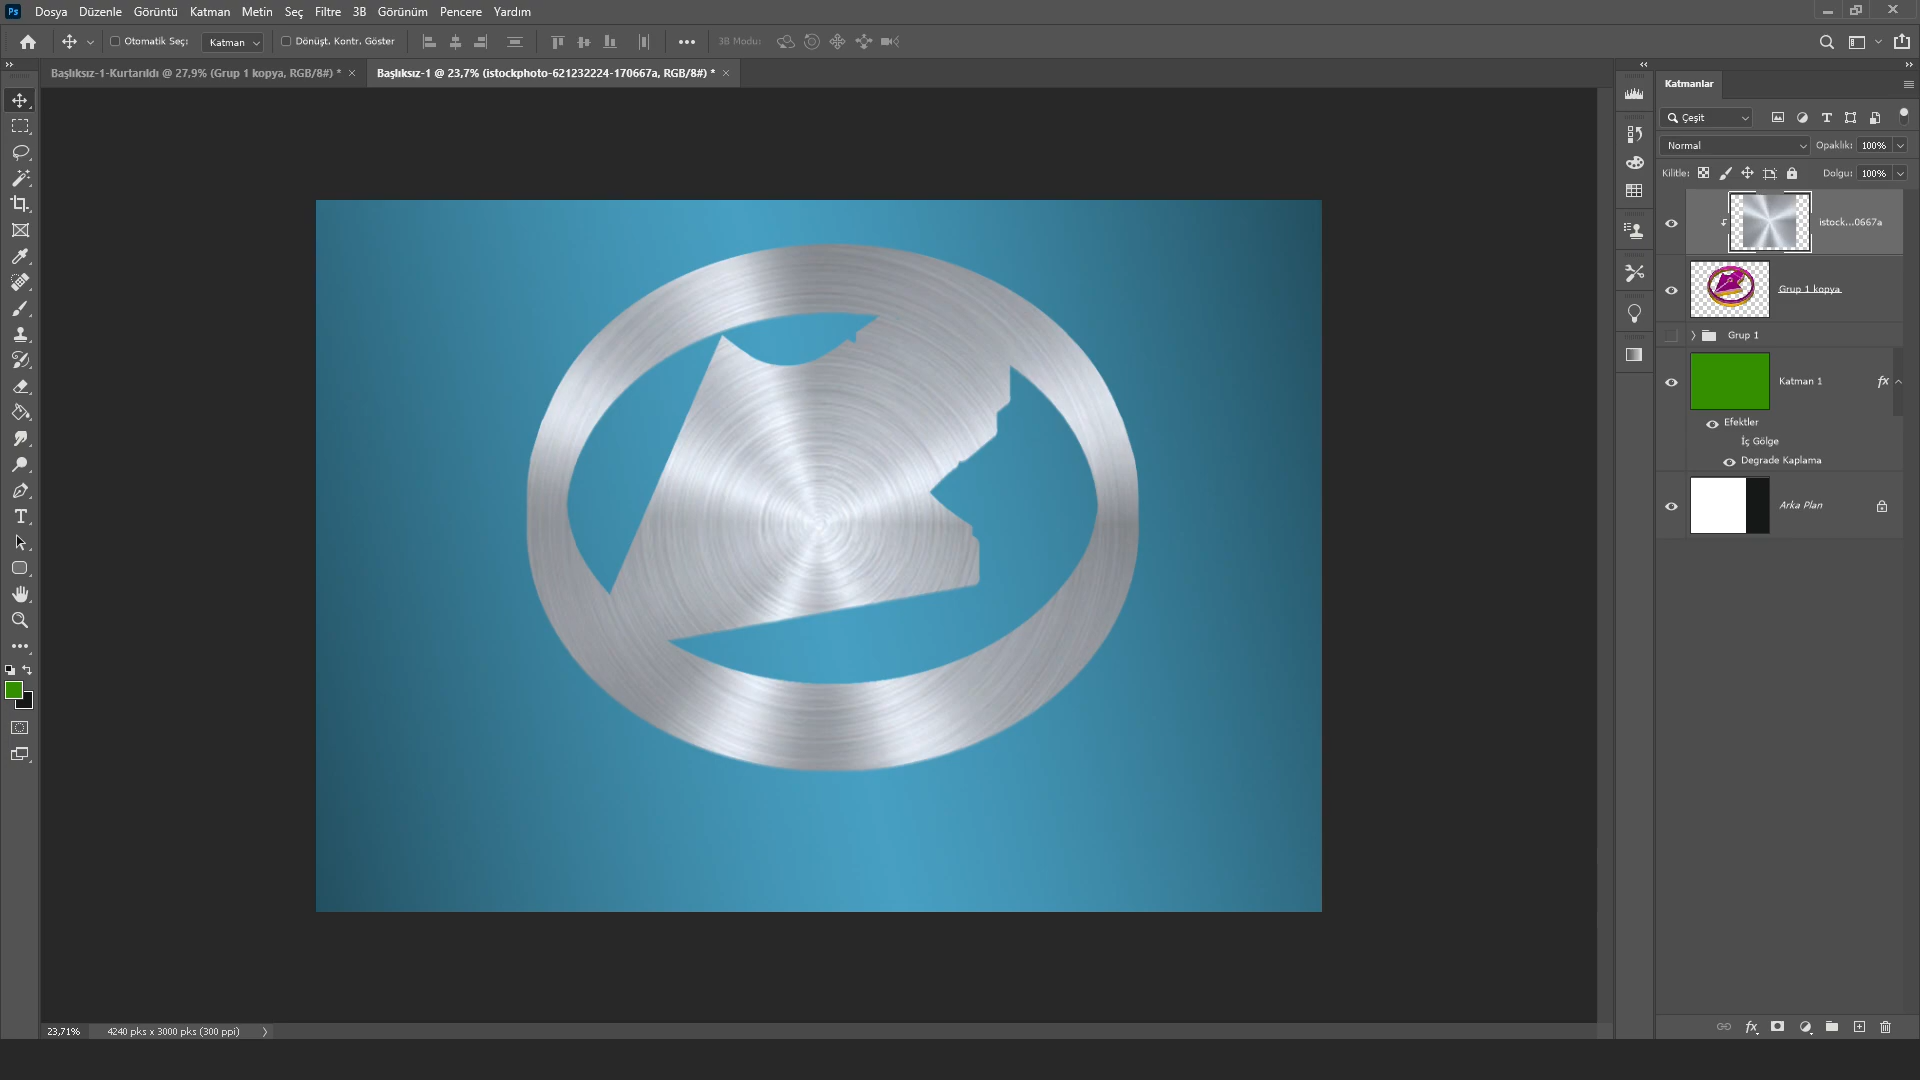 Ps Dosya Düzenle Görüntü Katman Metin Seç Filtre 3B Görünüm Pencere Yardım
Otomatik Seç: Katman Dönüşt. Kontr. Göster 3B Modu:
Başlıksız-1-Kurtarıldı @ 27,9% (Grup 1 kopya, RGB/8#) * × Başlıksız-1 @ 23,7% (istockphoto-621232224-170667a, RGB/8#) * ×
Katmanlar
Çeşit
Normal Opaklık: 100%
Kilitle: Dolgu: 100%
istock...0667a
Grup 1 kopya
Grup 1
Katman 1 fx
Efektler
İç Gölge
Degrade Kaplama
Arka Plan
23,71% 4240 pks x 3000 pks (300 ppi)
fx